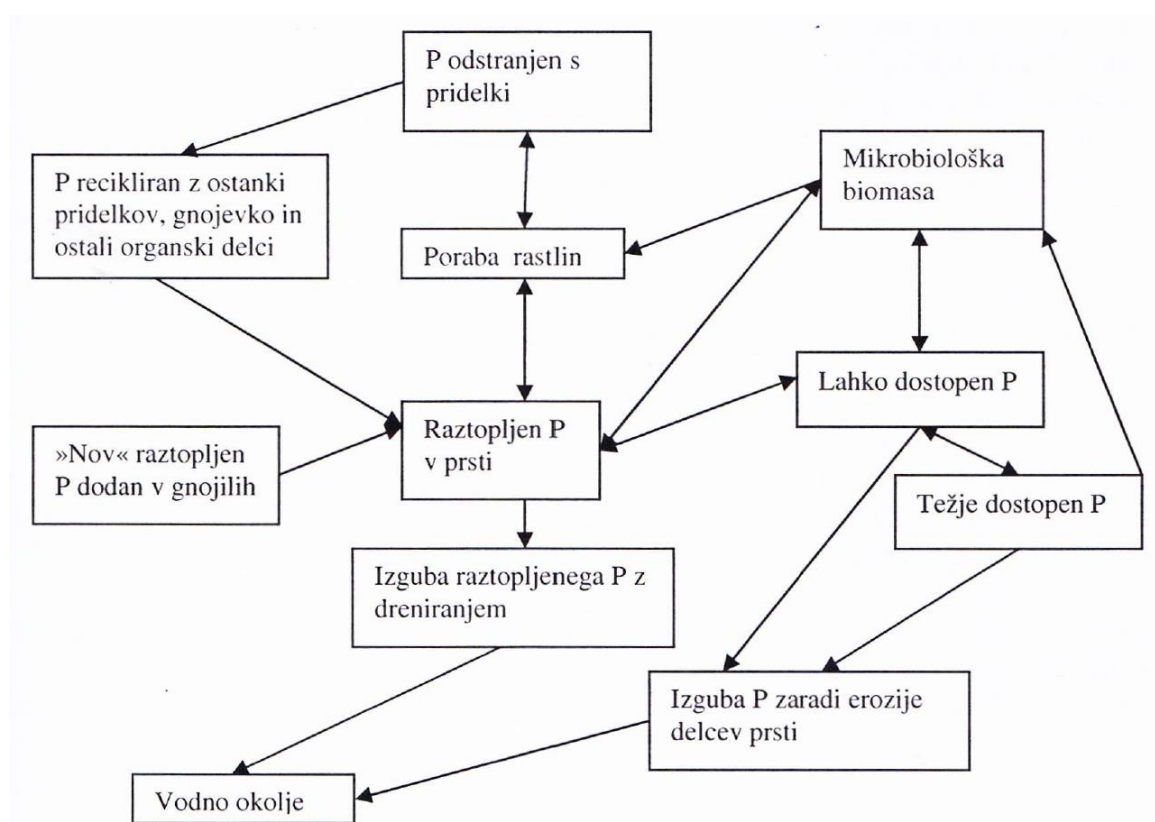 P odstranjen s
pridelki
P recikliran z ostanki
pridelkov, gnojevko in
ostali organski delci
Mikrobiološka
biomasa
Poraba rastlin
Lahko dostopen P
Raztopljen P
v prsti
»Nov« raztopljen
P dodan v gnojilih
Težje dostopen P
Izguba raztopljenega P z
dreniranjem
Izguba P zaradi erozije
delcev prsti
Vodno okolje